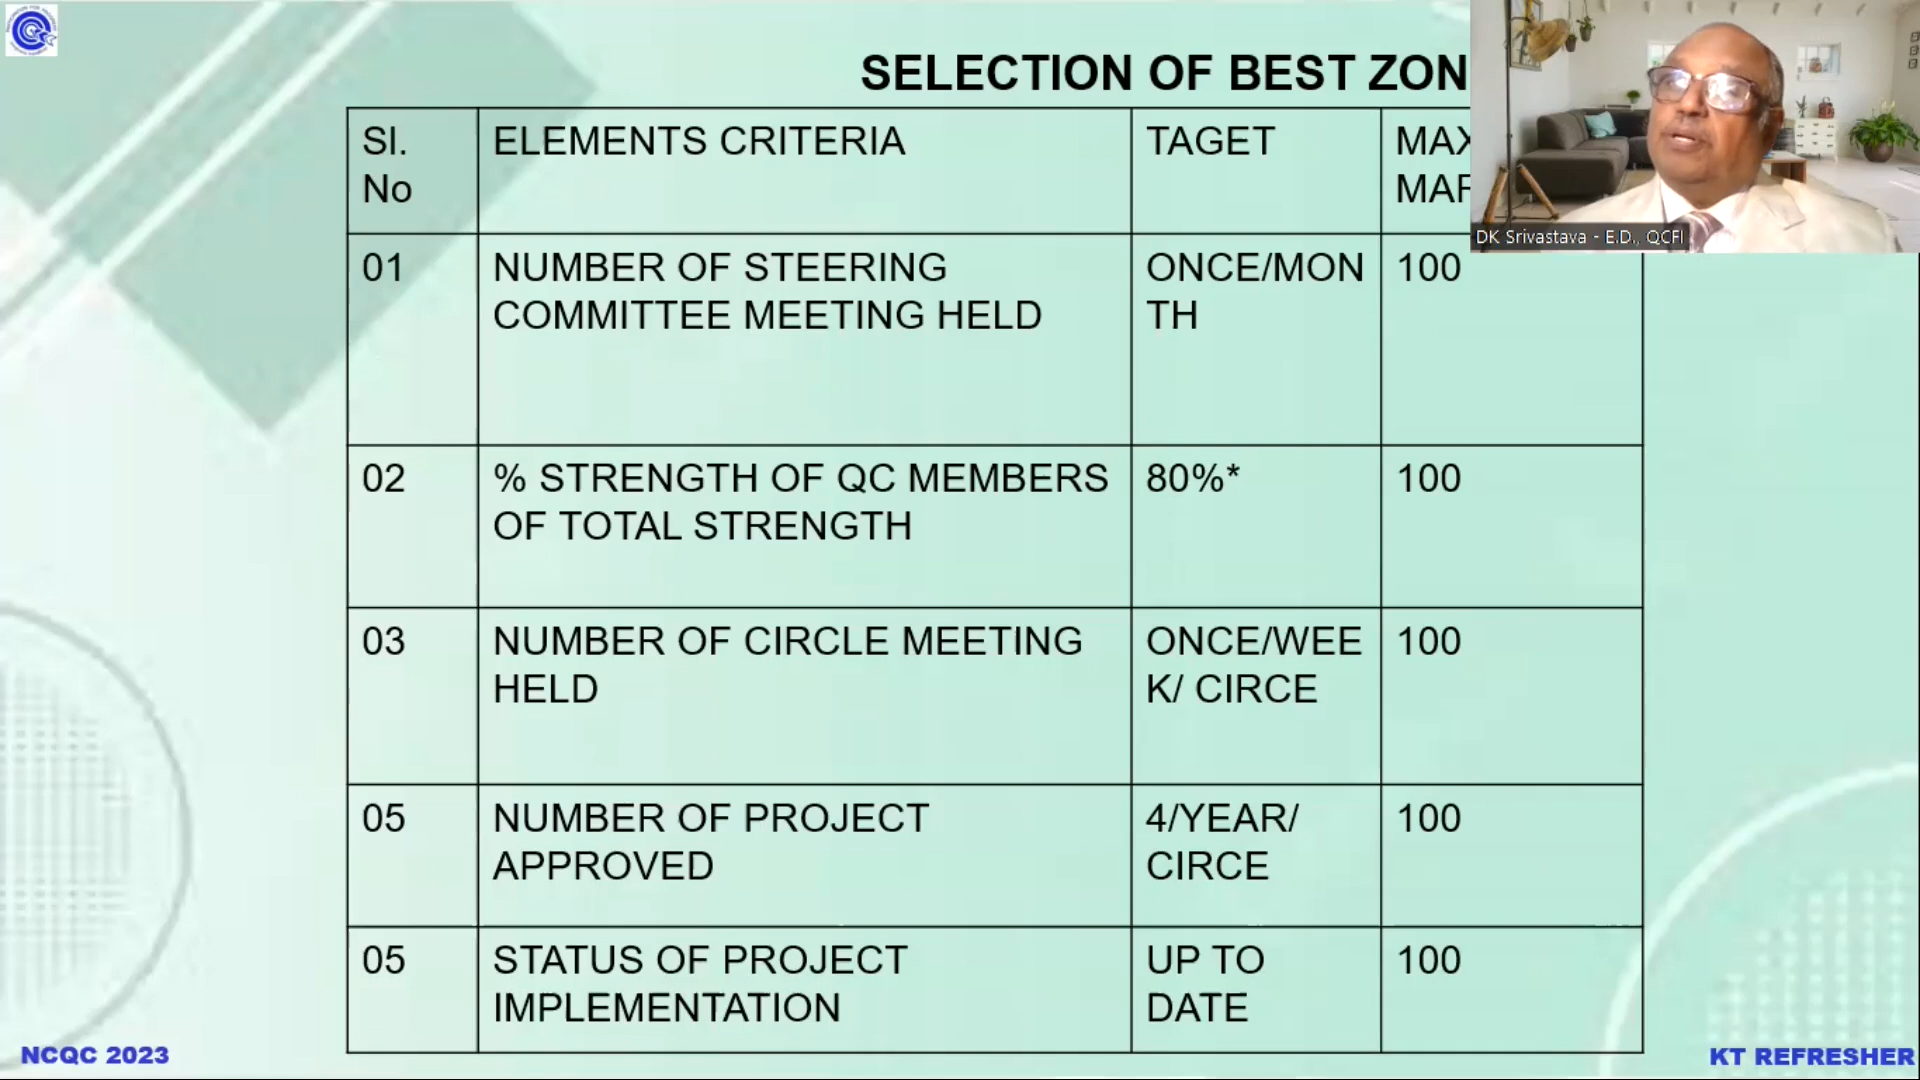 SELECTION OF BEST ZON
Sl. No
ELEMENTS CRITERIA
TAGET
MAX
MAR
01
NUMBER OF STEERING
COMMITTEE MEETING HELD
ONCE/MON
TH
100
02
% STRENGTH OF QC MEMBERS
OF TOTAL STRENGTH
80%*
100
03
NUMBER OF CIRCLE MEETING
HELD
ONCE/WEE
K/ CIRCE
100
05
NUMBER OF PROJECT
APPROVED
4/YEAR/
CIRCE
100
05
STATUS OF PROJECT
IMPLEMENTATION
UP TO
DATE
100
DK Srivastava - E.D., QCFI
NCQC 2023
KT REFRESHER